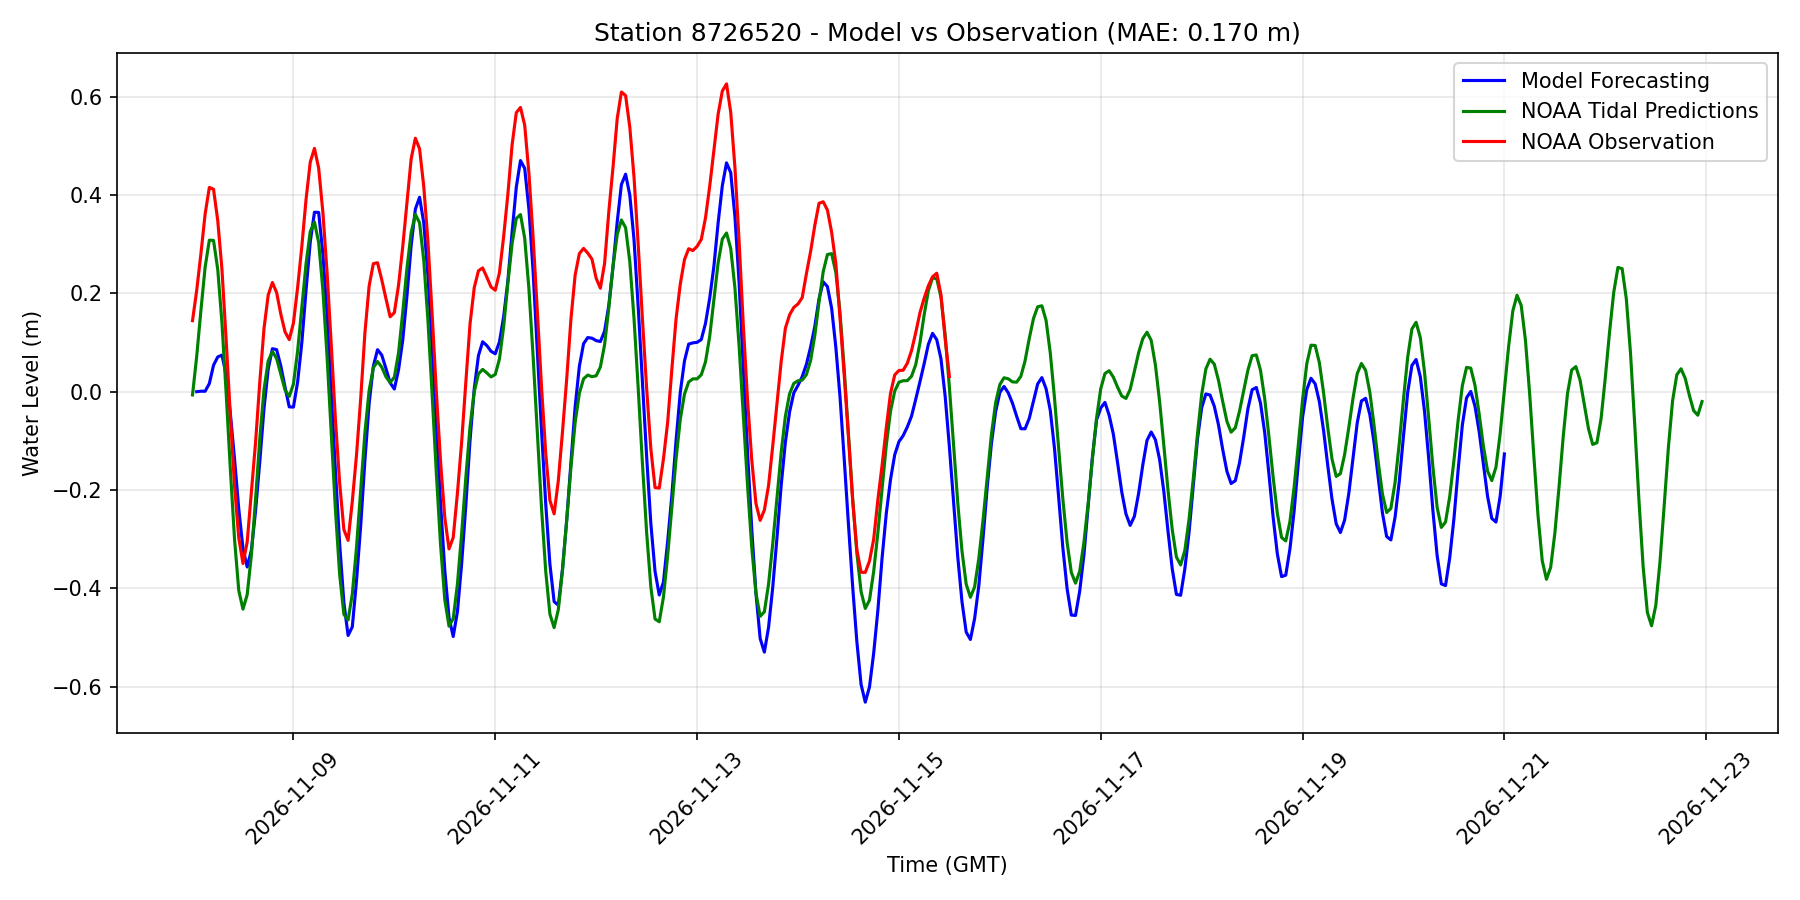 Station 8726520 - Model vs Observation (MAE: 0.170 m)
Model Forecasting
NOAA Tidal Predictions
NOAA Observation
Water Level (m)
0.6
0.4
0.2
0.0
−0.2
−0.4
−0.6
2026-11-09
2026-11-11
2026-11-13
2026-11-15
2026-11-17
2026-11-19
2026-11-21
2026-11-23
Time (GMT)